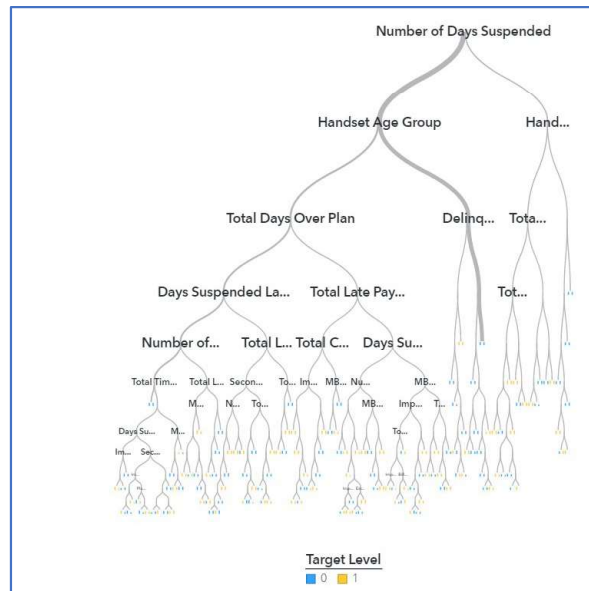 Number of Days Suspended
Handset Age Group Hand...
Total Days Over Plan Delinq... Tota...
Days Suspended La... Total Late Pay... Tot...
Number of... Total L... Total C... Days Su...
Total Tim... Total L... Secon... To... Im... MB... Nu... MB...
M... N... To... MB... Imp... T...
Days Su... M... To...
Im... Sec...
Target Level
0 1